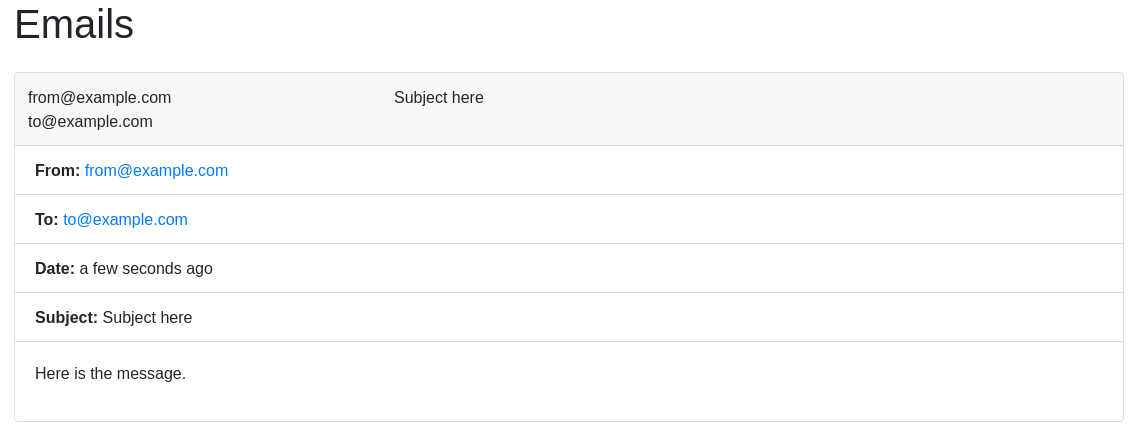 Emails
from@example.com
Subject here
to@example.com
From: from@example.com
To: to@example.com
Date: a few seconds ago
Subject: Subject here
Here is the message.